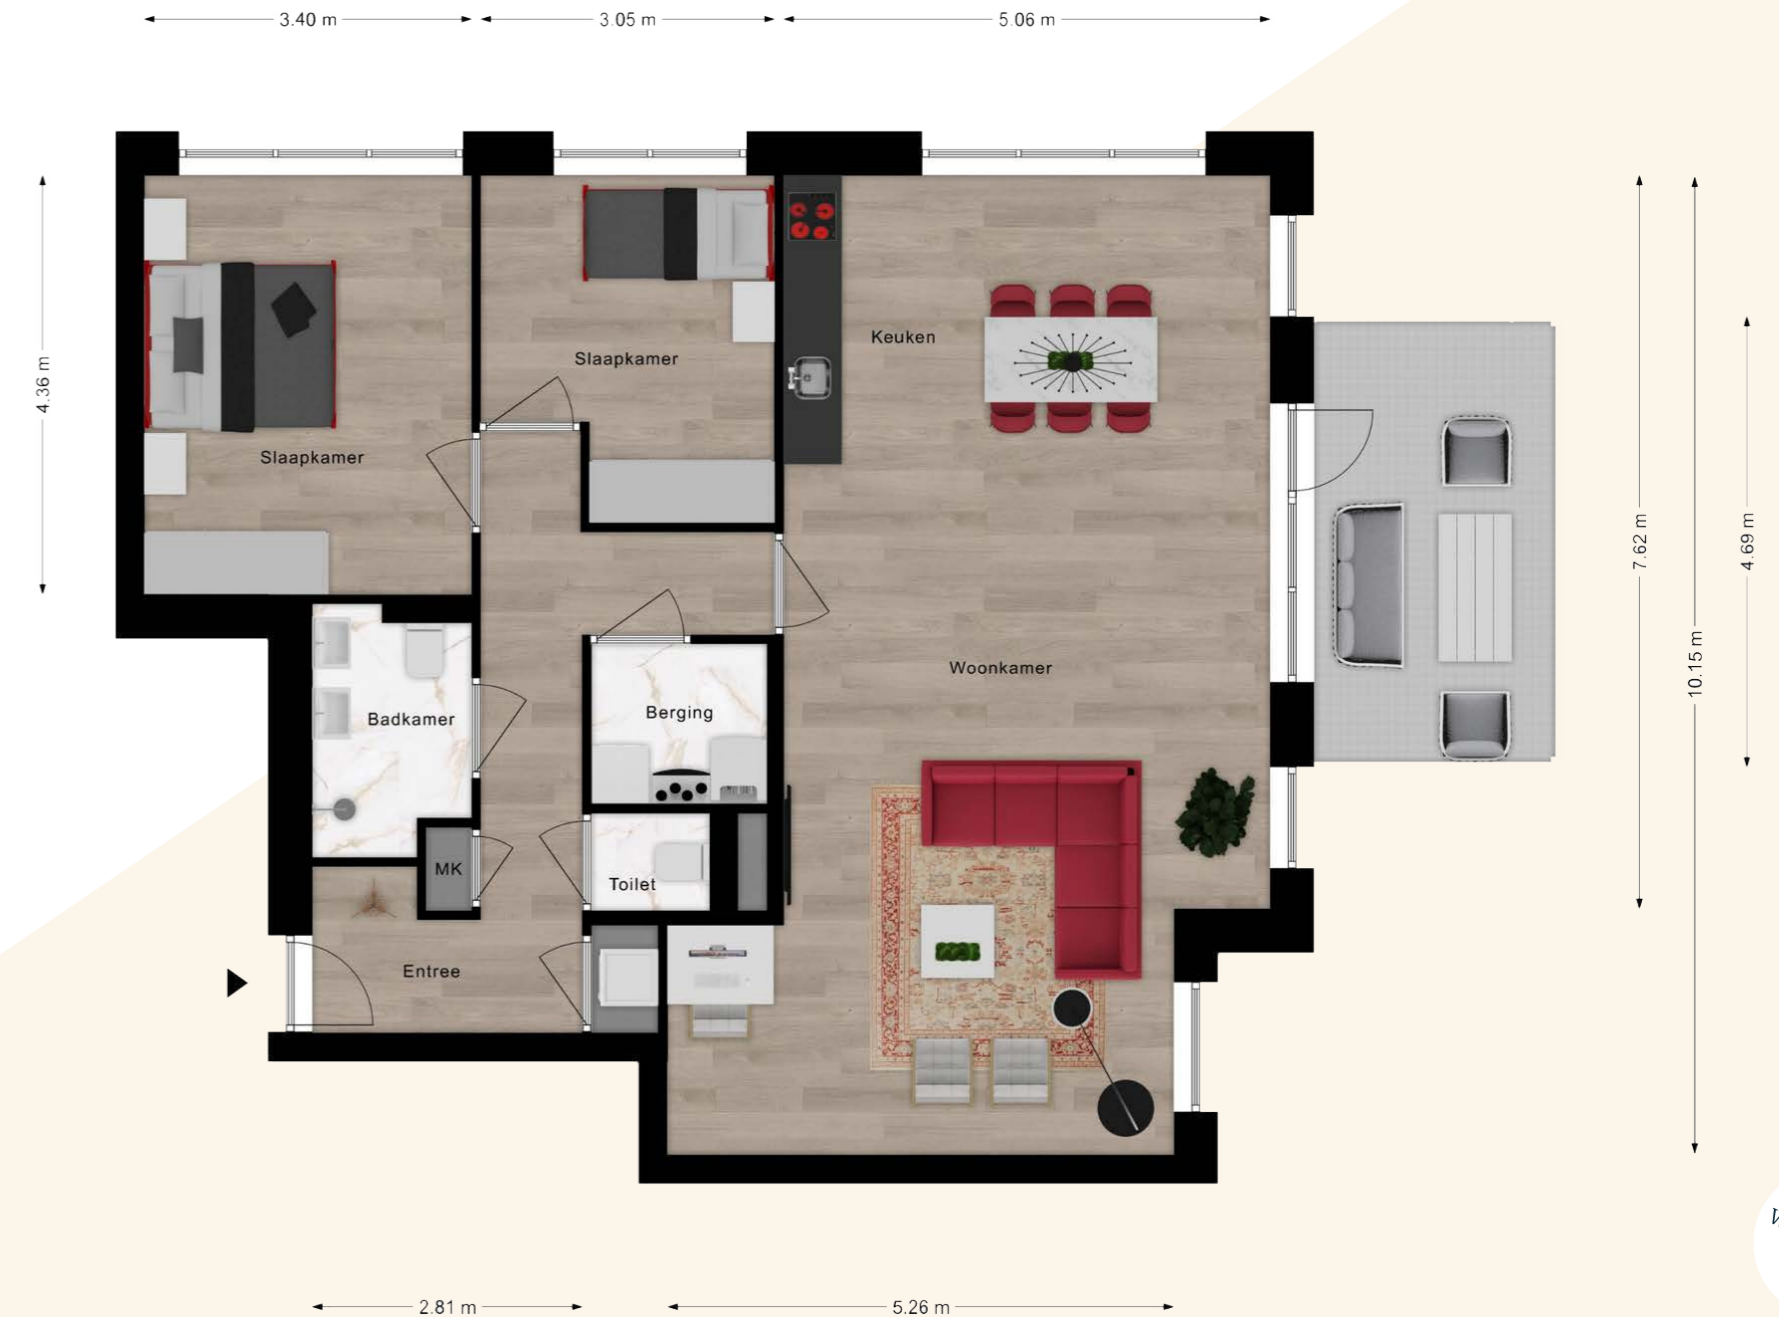 3.40 m
3.05 m
5.06 m
4.36 m
Keuken
Slaapkamer
Slaapkamer
7.62 m
4.69 m
10.15 m
Woonkamer
Badkamer
Berging
MK
Toilet
Entree
2.81 m
5.26 m